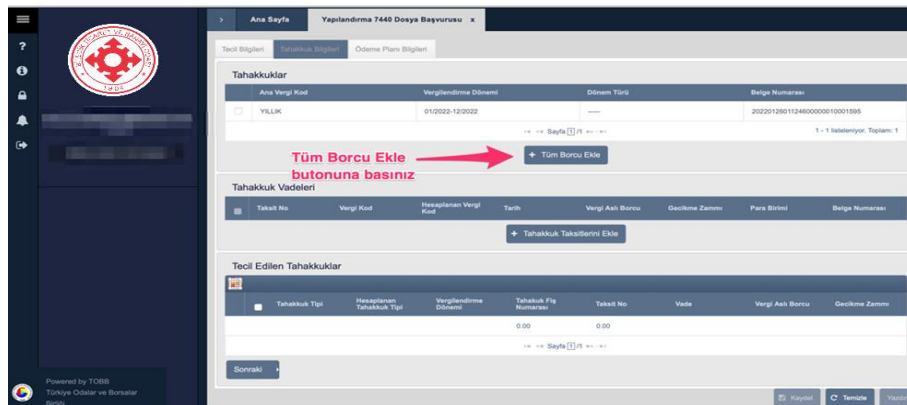 Ana Sayfa
Yapılandırma 7440 Dosya Başvurusu x
Tecil Bilgileri
Tahakkuk Bilgileri
Ödeme Planı Bilgileri
Tahakkuklar
Ana Vergi Kod
Vergilendirme Dönemi
Dönem Türü
Belge Numarası
YILLIK
01/2022-12/2022
-----
Sayfa 1 /1
1 - 1 listeleniyor. Toplam: 1
+ Tüm Borcu Ekle
Tüm Borcu Ekle
butonuna basınız
Tahakkuk Vadeleri
Taksit No
Vergi Kod
Hesaplanan Vergi
Kod
Tarih
Vergi Aslı Borcu
Gecikme Zammı
Para Birimi
Belge Numarası
+ Tahakkuk Taksitlerini Ekle
Tecil Edilen Tahakkuklar
Tahakkuk Tipi
Hesaplanan
Tahakkuk Tipi
Vergilendirme
Dönemi
Tahakuk Fiş
Numarası
Taksit No
Vade
Vergi Aslı Borcu
Gecikme Zammı
0.00
0.00
Sayfa 1 /1
Sonraki
Powered by TOBB
Türkiye Odalar ve Borsalar
Birliği
Kaydet
Temizle